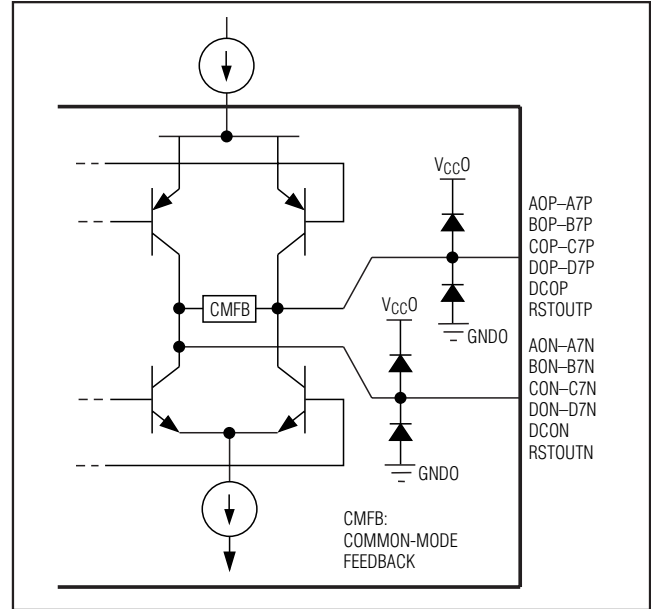 VCCO
AOP–A7P
BOP–B7P
COP–C7P
DOP–D7P
DCOP
RSTOUTP
GNDO
CMFB
VCCO
AON–A7N
BON–B7N
CON–C7N
DON–D7N
DCON
RSTOUTN
GNDO
CMFB:
COMMON-MODE
FEEDBACK